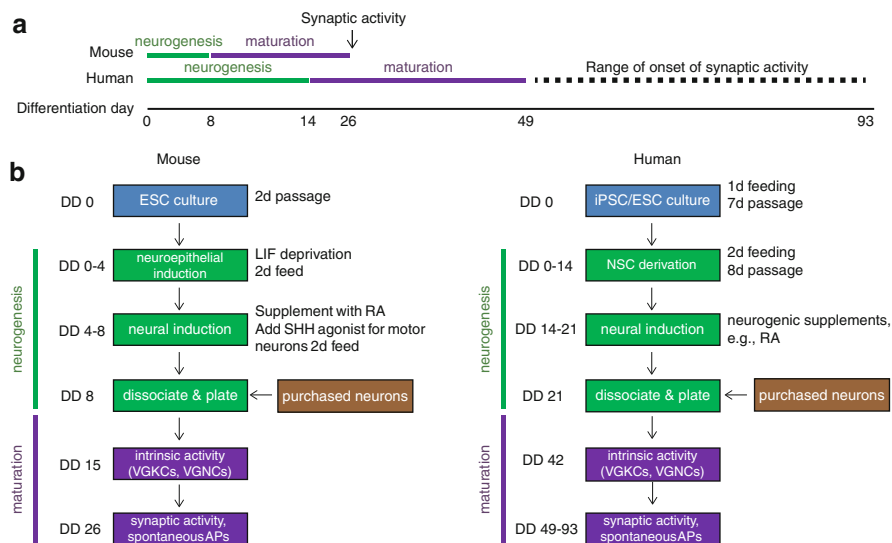 a
Synaptic activity
neurogenesis maturation
Mouse
Human
neurogenesis maturation Range of onset of synaptic activity
Differentiation day
0 8 14 26 49 93
b
Mouse
DD 0
ESC culture
2d passage
neurogenesis
DD 0-4
neuroepithelial
induction
LIF deprivation
2d feed
DD 4-8
neural induction
Supplement with RA
Add SHH agonist for motor
neurons 2d feed
DD 8
dissociate & plate
purchased neurons
maturation
DD 15
intrinsic activity
(VGKCs, VGNCs)
DD 26
synaptic activity,
spontaneousAPs
Human
DD 0
iPSC/ESC culture
1d feeding
7d passage
neurogenesis
DD 0-14
NSC derivation
2d feeding
8d passage
DD 14-21
neural induction
neurogenic supplements,
e.g., RA
DD 21
dissociate & plate
purchased neurons
maturation
DD 42
intrinsic activity
(VGKCs, VGNCs)
DD 49-93
synaptic activity,
spontaneousAPs